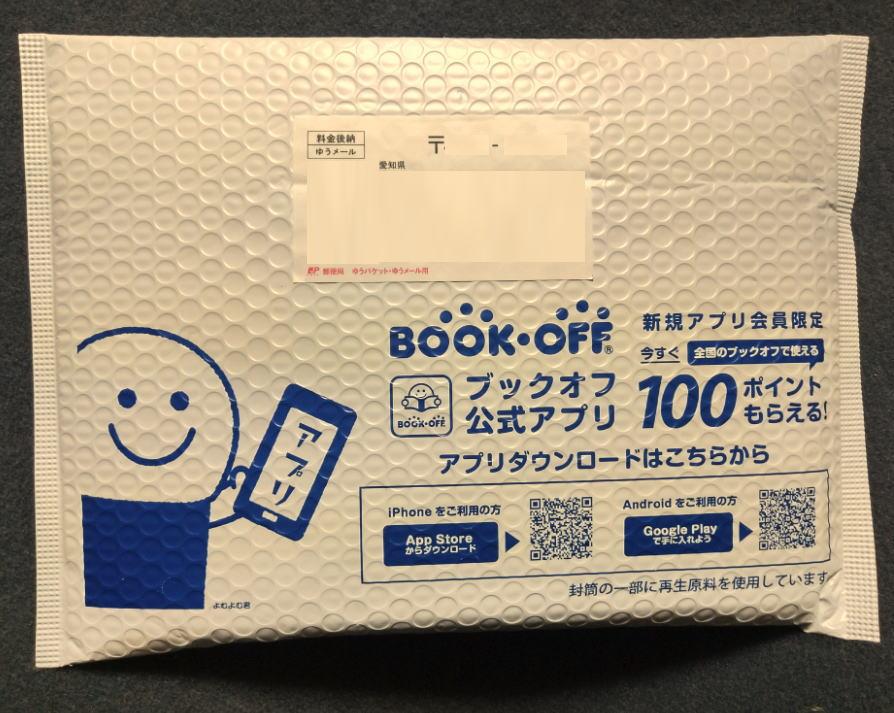 料金後納
ゆうメール
〒 -
愛知県
郵便局 ゆうパケット・ゆうメール用
BOOK・OFF®
ブックオフ
公式アプリ
BOOK・OFF
新規アプリ会員限定
今すぐ 全国のブックオフで使える
100ポイント
もらえる!
アプリダウンロードはこちらから
アプリ
iPhoneをご利用の方
App Store
からダウンロード
Androidをご利用の方
Google Play
で手に入れよう
封筒の一部に再生原料を使用しています
よむよむ君